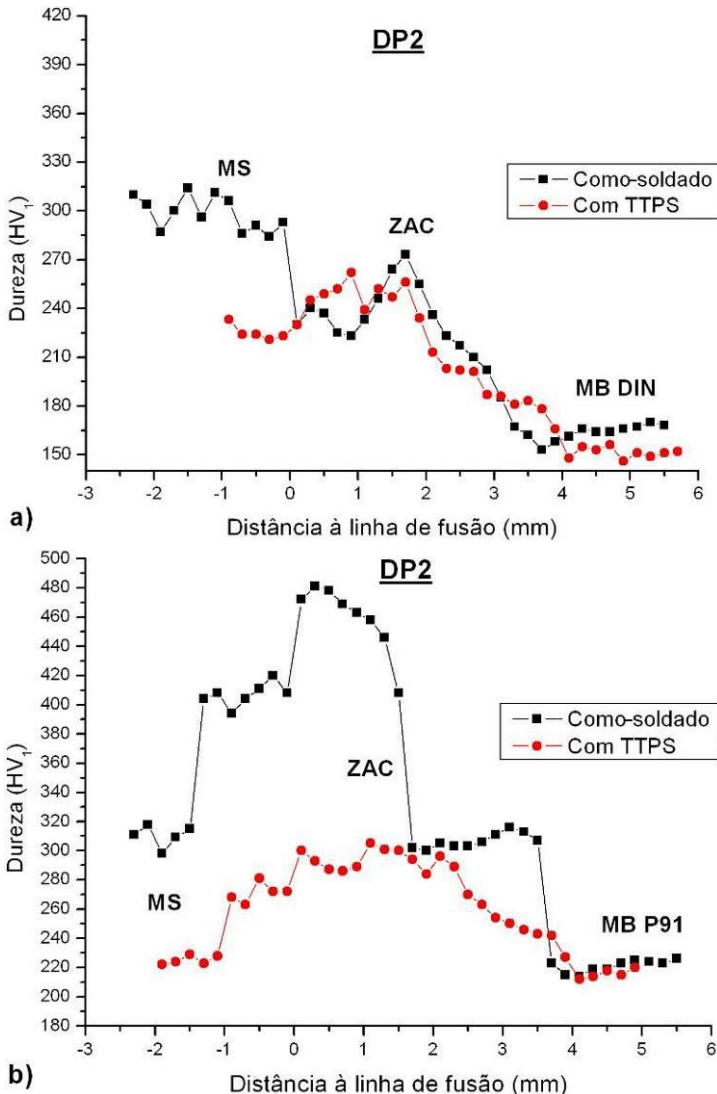 DP2
420
390
360
330
300
270
240
210
180
150
Dureza (HV1)
MS
ZAC
MB DIN
Como-soldado
Com TTPS
-3 -2 -1 0 1 2 3 4 5 6
Distância à linha de fusão (mm)
a)
DP2
500
480
460
440
420
400
380
360
340
320
300
280
260
240
220
200
180
Dureza (HV1)
Como-soldado
Com TTPS
ZAC
MS
MB P91
-3 -2 -1 0 1 2 3 4 5 6
Distância à linha de fusão (mm)
b)